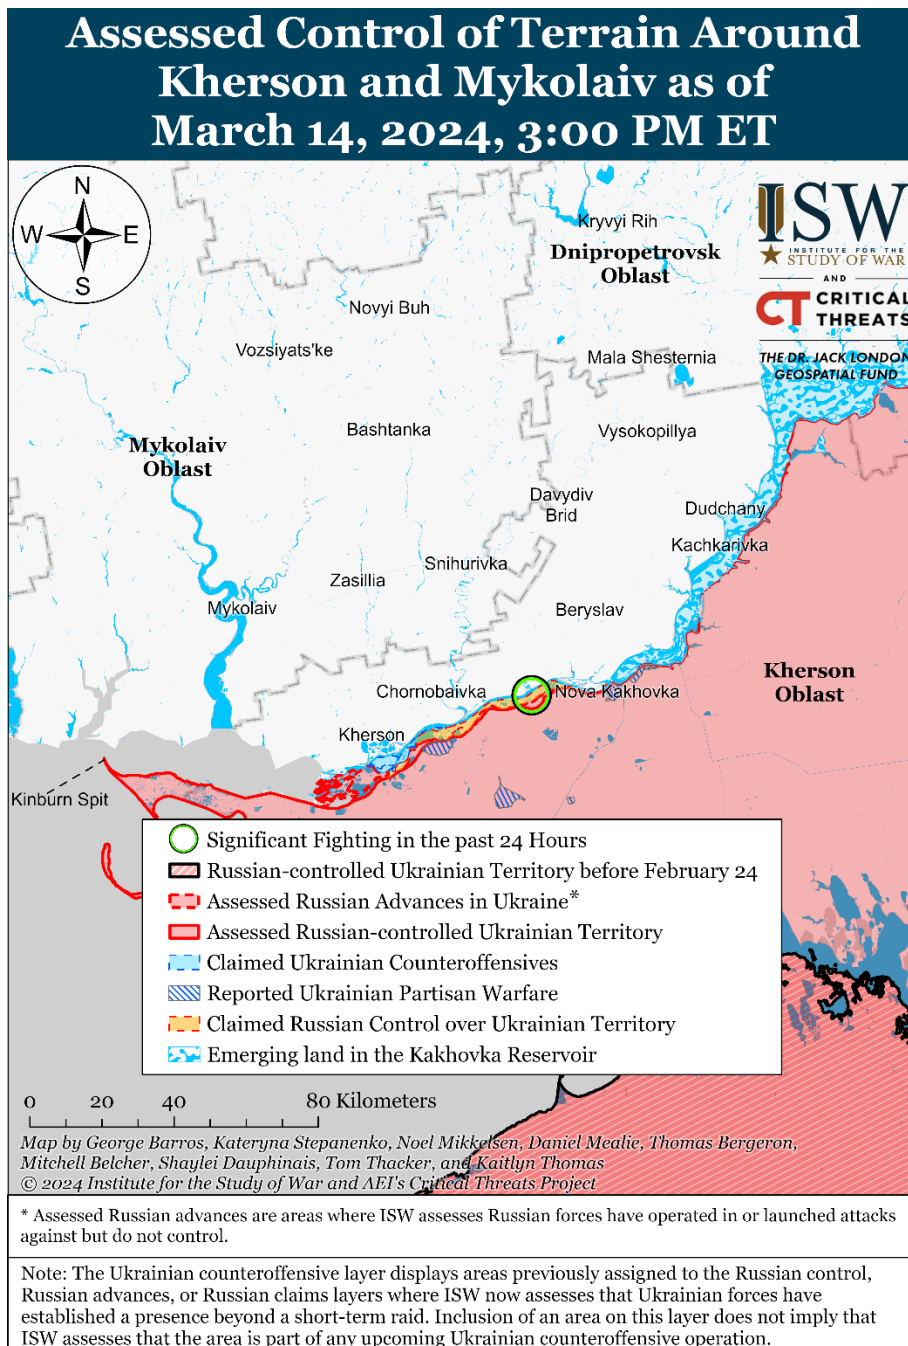 Assessed Control of Terrain Around
Kherson and Mykolaiv as of
March 14, 2024, 3:00 PM ET
N
W
E
S
Kryvyi Rih
Dnipropetrovsk
Oblast
ISW
INSTITUTE FOR THE
STUDY OF WAR
AND
CT CRITICAL
THREATS
THE DR. JACK LONDON
GEOSPATIAL FUND
Novyi Buh
Vozsiyats'ke
Mala Shesternia
Bashtanka
Vysokopillya
Mykolaiv
Oblast
Davydiv
Brid
Dudchany
Kachkarivka
Snihurivka
Zasillia
Mykolaiv
Beryslav
Kherson
Oblast
Chornobaivka
Nova Kakhovka
Kherson
Kinburn Spit
Significant Fighting in the past 24 Hours
Russian-controlled Ukrainian Territory before February 24
Assessed Russian Advances in Ukraine*
Assessed Russian-controlled Ukrainian Territory
Claimed Ukrainian Counteroffensives
Reported Ukrainian Partisan Warfare
Claimed Russian Control over Ukrainian Territory
Emerging land in the Kakhovka Reservoir
0 20 40 80 Kilometers
Map by George Barros, Kateryna Stepanenko, Noel Mikkelsen, Daniel Mealie, Thomas Bergeron,
Mitchell Belcher, Shaylei Dauphinais, Tom Thacker, and Kaitlyn Thomas
© 2024 Institute for the Study of War and AEI's Critical Threats Project
* Assessed Russian advances are areas where ISW assesses Russian forces have operated in or launched attacks
against but do not control.
Note: The Ukrainian counteroffensive layer displays areas previously assigned to the Russian control,
Russian advances, or Russian claims layers where ISW now assesses that Ukrainian forces have
established a presence beyond a short-term raid. Inclusion of an area on this layer does not imply that
ISW assesses that the area is part of any upcoming Ukrainian counteroffensive operation.